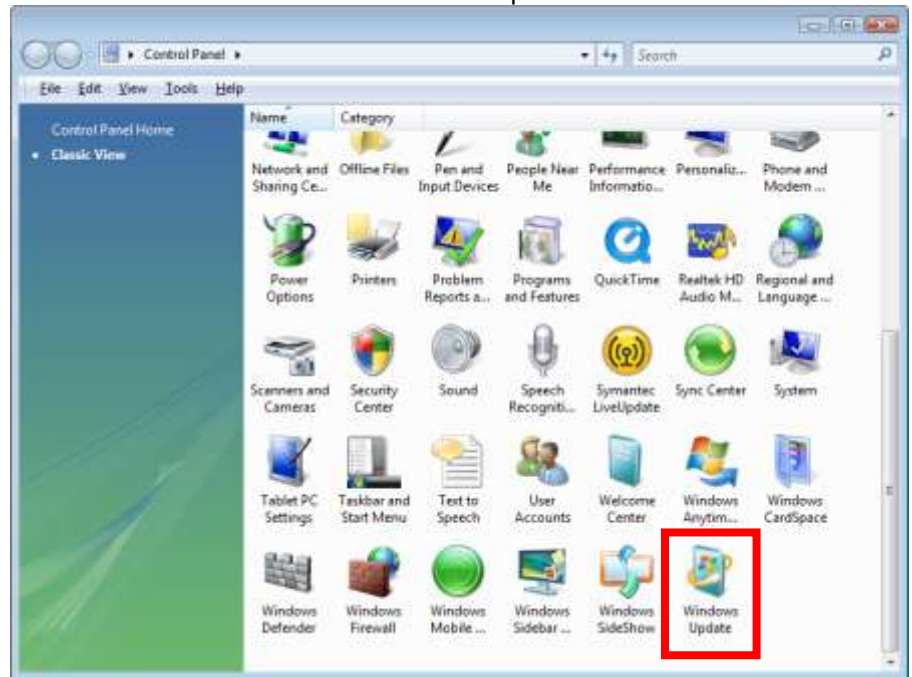 Control Panel
Search
File Edit View Tools Help
Control Panel Home
Classic View
Name Category
Network and Sharing Ce... Offline Files Pen and Input Devices People Near Me Performance Informatio... Personaliz... Phone and Modem ...
Power Options Printers Problem Reports a... Programs and Features QuickTime Realtek HD Audio M... Regional and Language ...
Scanners and Cameras Security Center Sound Speech Recogniti... Symantec LiveUpdate Sync Center System
Tablet PC Settings Taskbar and Start Menu Text to Speech User Accounts Welcome Center Windows Anytim... Windows CardSpace
Windows Defender Windows Firewall Windows Mobile ... Windows Sidebar ... Windows SideShow Windows Update